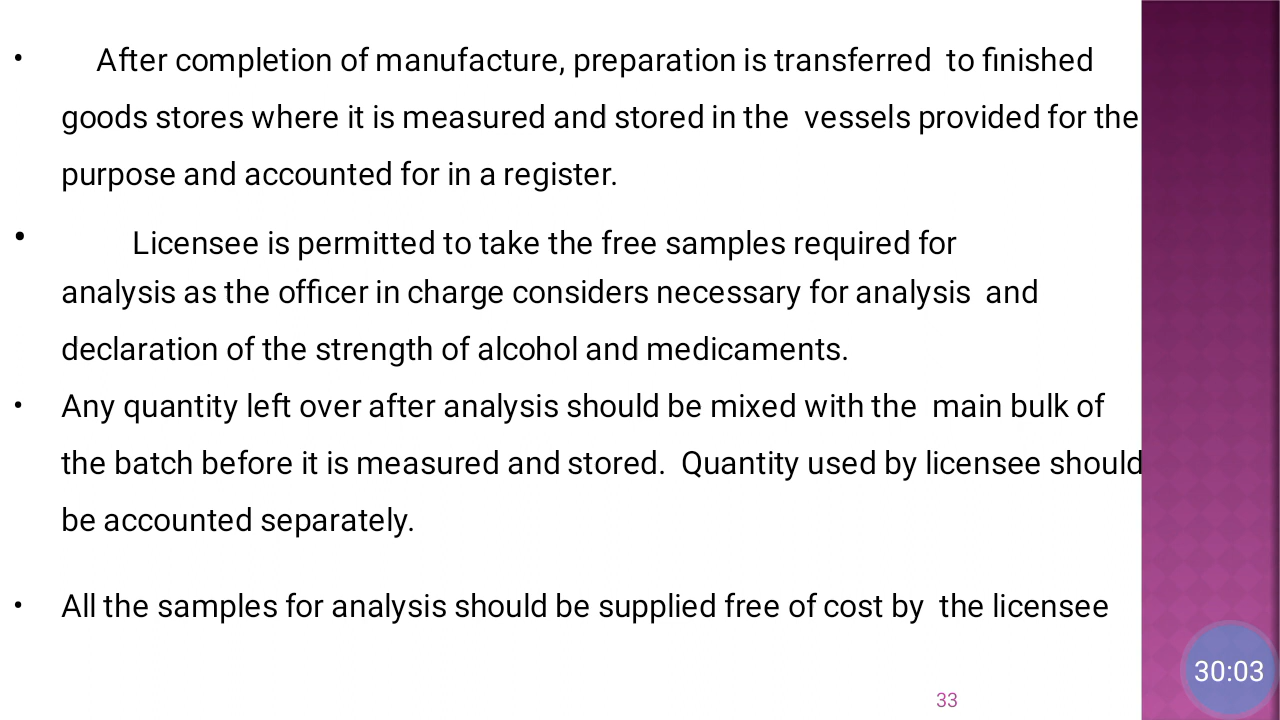 • After completion of manufacture, preparation is transferred to finished
goods stores where it is measured and stored in the vessels provided for the
purpose and accounted for in a register.
• Licensee is permitted to take the free samples required for
analysis as the officer in charge considers necessary for analysis and
declaration of the strength of alcohol and medicaments.
• Any quantity left over after analysis should be mixed with the main bulk of
the batch before it is measured and stored. Quantity used by licensee should
be accounted separately.
• All the samples for analysis should be supplied free of cost by the licensee
30:03
33